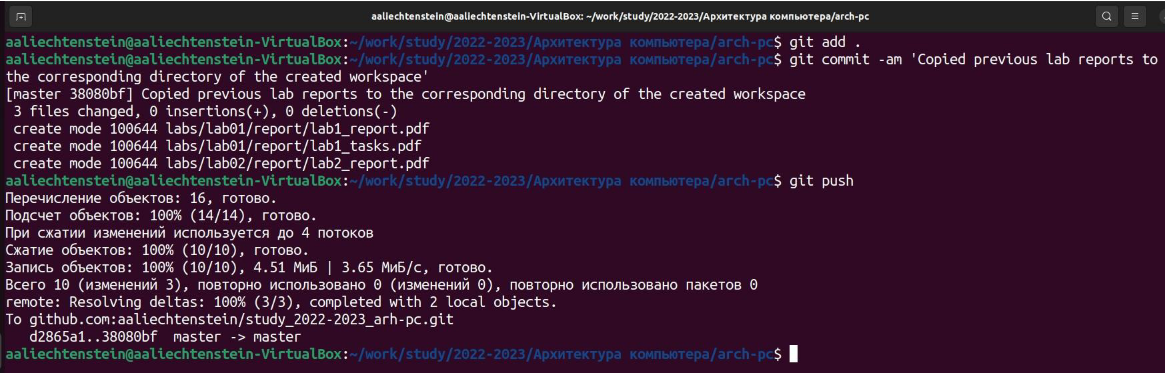 aaliechtenstein@aaliechtenstein-VirtualBox: ~/work/study/2022-2023/Архитектура компьютера/arch-pc
aaliechtenstein@aaliechtenstein-VirtualBox:~/work/study/2022-2023/Архитектура компьютера/arch-pc$ git add .
aaliechtenstein@aaliechtenstein-VirtualBox:~/work/study/2022-2023/Архитектура компьютера/arch-pc$ git commit -am 'Copied previous lab reports to
the corresponding directory of the created workspace'
[master 38080bf] Copied previous lab reports to the corresponding directory of the created workspace
 3 files changed, 0 insertions(+), 0 deletions(-)
 create mode 100644 labs/lab01/report/lab1_report.pdf
 create mode 100644 labs/lab01/report/lab1_tasks.pdf
 create mode 100644 labs/lab02/report/lab2_report.pdf
aaliechtenstein@aaliechtenstein-VirtualBox:~/work/study/2022-2023/Архитектура компьютера/arch-pc$ git push
Перечисление объектов: 16, готово.
Подсчет объектов: 100% (14/14), готово.
При сжатии изменений используется до 4 потоков
Сжатие объектов: 100% (10/10), готово.
Запись объектов: 100% (10/10), 4.51 МиБ | 3.65 МиБ/с, готово.
Всего 10 (изменений 3), повторно использовано 0 (изменений 0), повторно использовано пакетов 0
remote: Resolving deltas: 100% (3/3), completed with 2 local objects.
To github.com:aaliechtenstein/study_2022-2023_arh-pc.git
   d2865a1..38080bf  master -> master
aaliechtenstein@aaliechtenstein-VirtualBox:~/work/study/2022-2023/Архитектура компьютера/arch-pc$